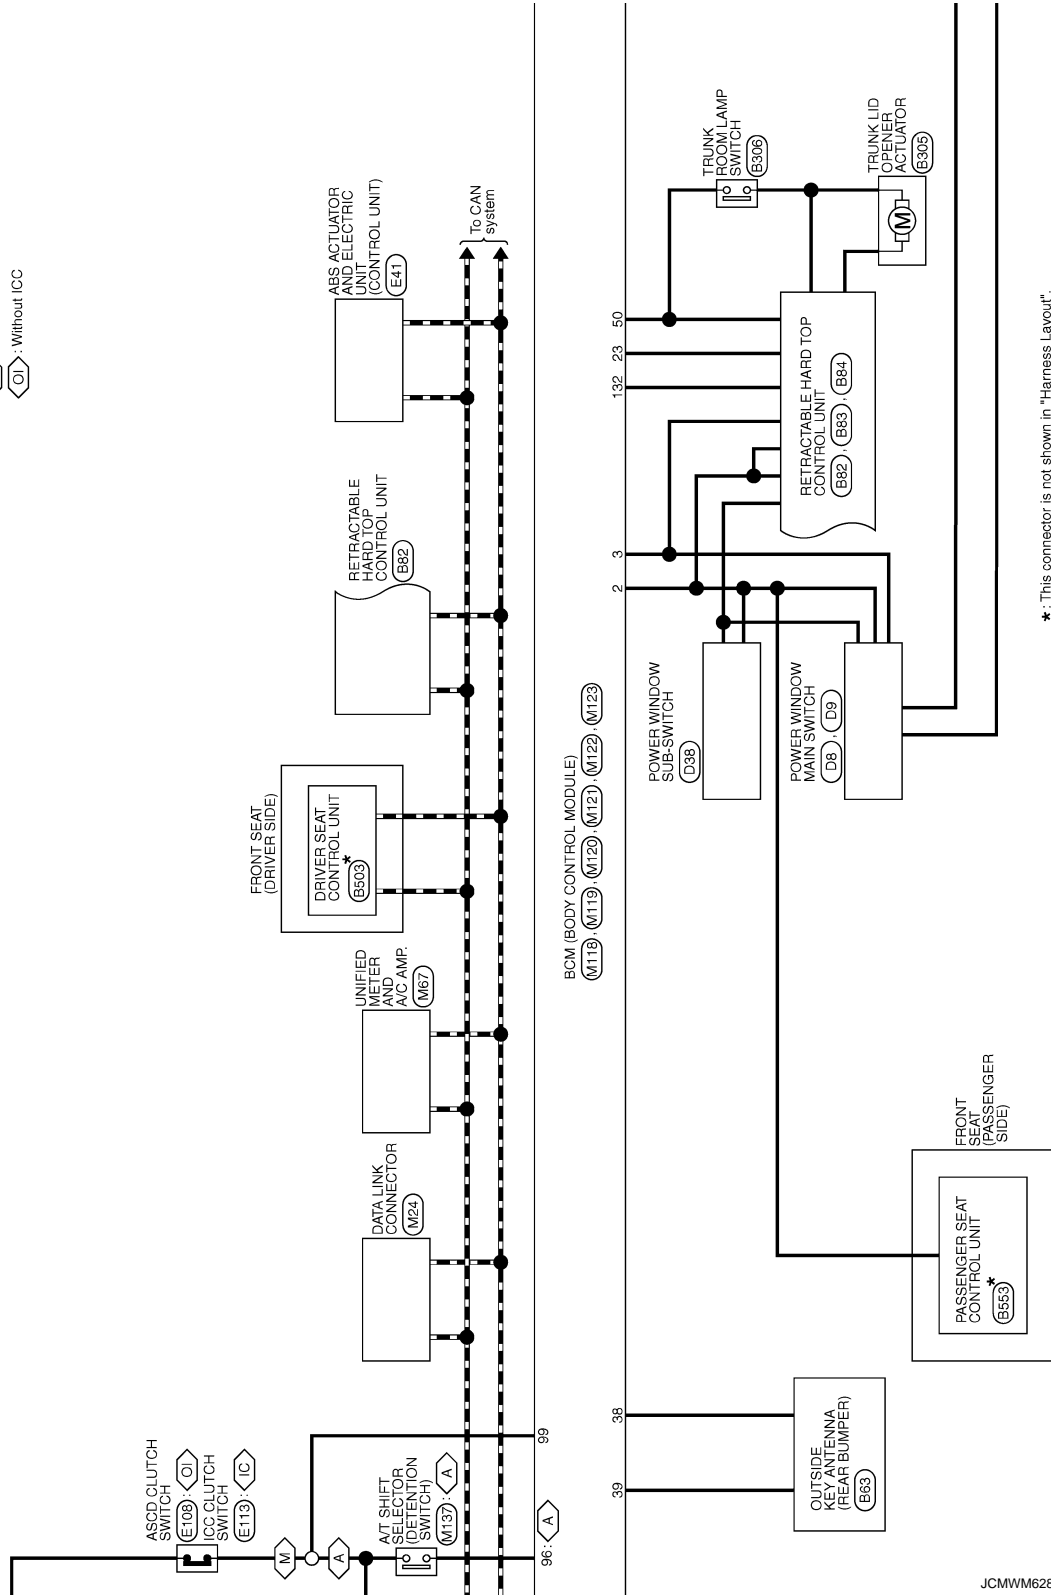 OI : Without ICC
ASCD CLUTCH
SWITCH
E108 : OI
ICC CLUTCH
SWITCH
E113 : IC
M
A
A/T SHIFT
SELECTOR
(DETENTION
SWITCH)
M137 : A
96 : A
99
DATA LINK
CONNECTOR
M24
UNIFIED
METER
AND
A/C AMP.
M67
FRONT SEAT
(DRIVER SIDE)
DRIVER SEAT
CONTROL UNIT
*
B503
RETRACTABLE
HARD TOP
CONTROL UNIT
B82
ABS ACTUATOR
AND ELECTRIC
UNIT
(CONTROL UNIT)
E41
To CAN
system
BCM (BODY CONTROL MODULE)
M118 , M119 , M120 , M121 , M122 , M123
39
38
2
3
132
23
50
OUTSIDE
KEY ANTENNA
(REAR BUMPER)
B63
FRONT
SEAT
(PASSENGER
SIDE)
PASSENGER SEAT
CONTROL UNIT
*
B553
POWER WINDOW
SUB-SWITCH
D38
POWER WINDOW
MAIN SWITCH
D8 , D9
RETRACTABLE HARD TOP
CONTROL UNIT
B82 , B83 , B84
TRUNK
ROOM LAMP
SWITCH
B306
TRUNK LID
OPENER
ACTUATOR
B305
M
* : This connector is not shown in "Harness Layout".
JCMWM628